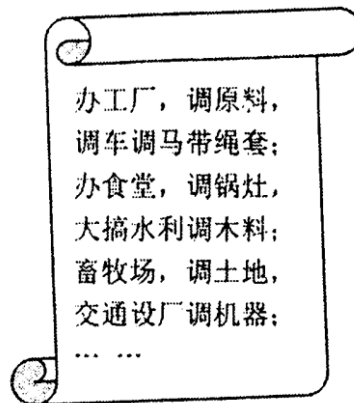 办工厂，调原料，
调车调马带绳套；
办食堂，调锅灶，
大搞水利调木料；
畜牧场，调土地，
交通设厂调机器；
… …